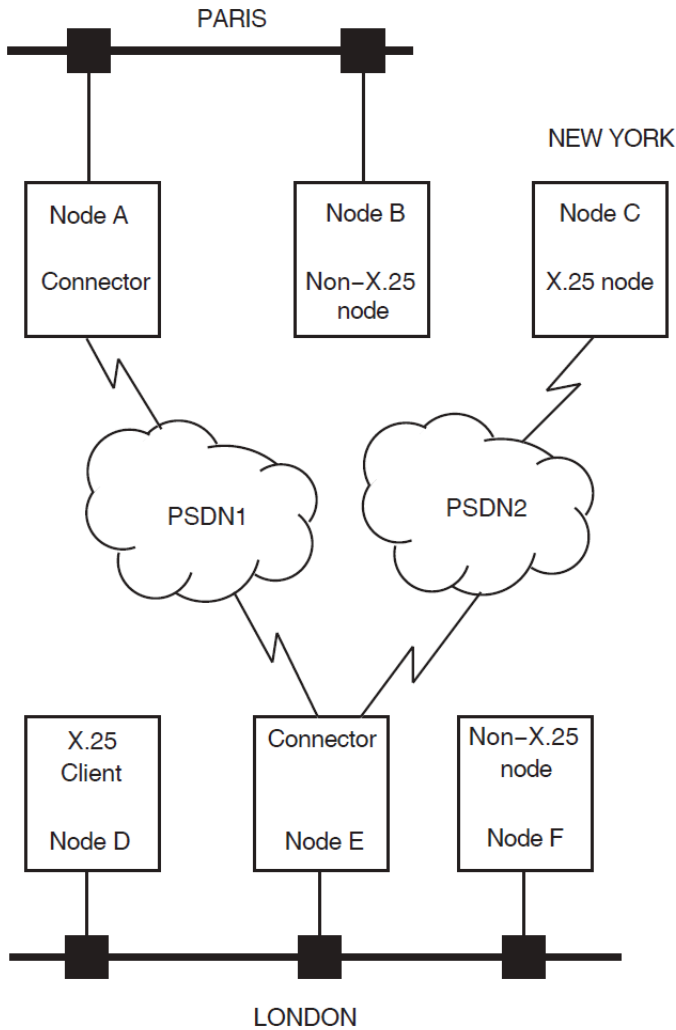 PARIS
NEW YORK
Node A
Connector
Node B
Non−X.25
node
Node C
X.25 node
PSDN1
PSDN2
X.25
Client
Node D
Connector
Node E
Non−X.25
node
Node F
LONDON